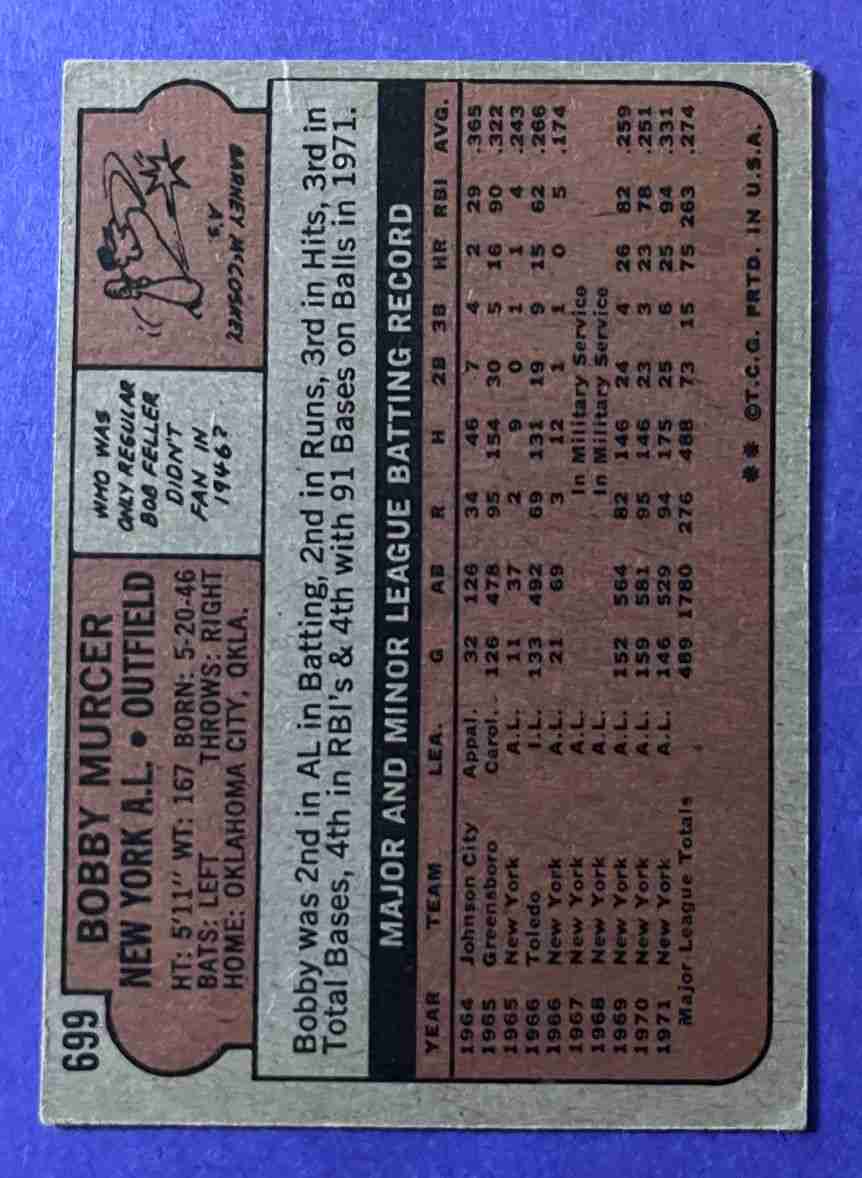 699
BOBBY MURCER
NEW YORK A.L. • OUTFIELD
HT: 5'11" WT: 167 BORN: 5-20-46
BATS: LEFT THROWS: RIGHT
HOME: OKLAHOMA CITY, OKLA.
WHO WAS
ONLY REGULAR
BOB FELLER
DIDN'T
FAN IN
1946?
A's
BARNEY McCOSKEY
Bobby was 2nd in AL in Batting, 2nd in Runs, 3rd in Hits, 3rd in
Total Bases, 4th in RBI's & 4th with 91 Bases on Balls in 1971.
MAJOR AND MINOR LEAGUE BATTING RECORD
YEAR TEAM LEA. G AB R H 2B 3B HR RBI AVG.
1964 Johnson City Appal. 32 126 34 46 7 4 2 29 .365
1965 Greensboro Carol. 126 478 95 154 30 5 16 90 .322
1965 New York A.L. 11 37 2 9 0 1 1 4 .243
1966 Toledo I.L. 133 492 69 131 19 9 15 62 .266
1966 New York A.L. 21 69 3 12 1 1 0 5 .174
1967 New York A.L. In Military Service
1968 New York A.L. In Military Service
1969 New York A.L. 152 564 82 146 24 4 26 82 .259
1970 New York A.L. 159 581 95 146 23 3 23 78 .251
1971 New York A.L. 146 529 94 175 25 6 25 94 .331
Major League Totals 489 1780 276 488 73 15 75 263 .274
** ©T.C.G. PRTD. IN U.S.A.